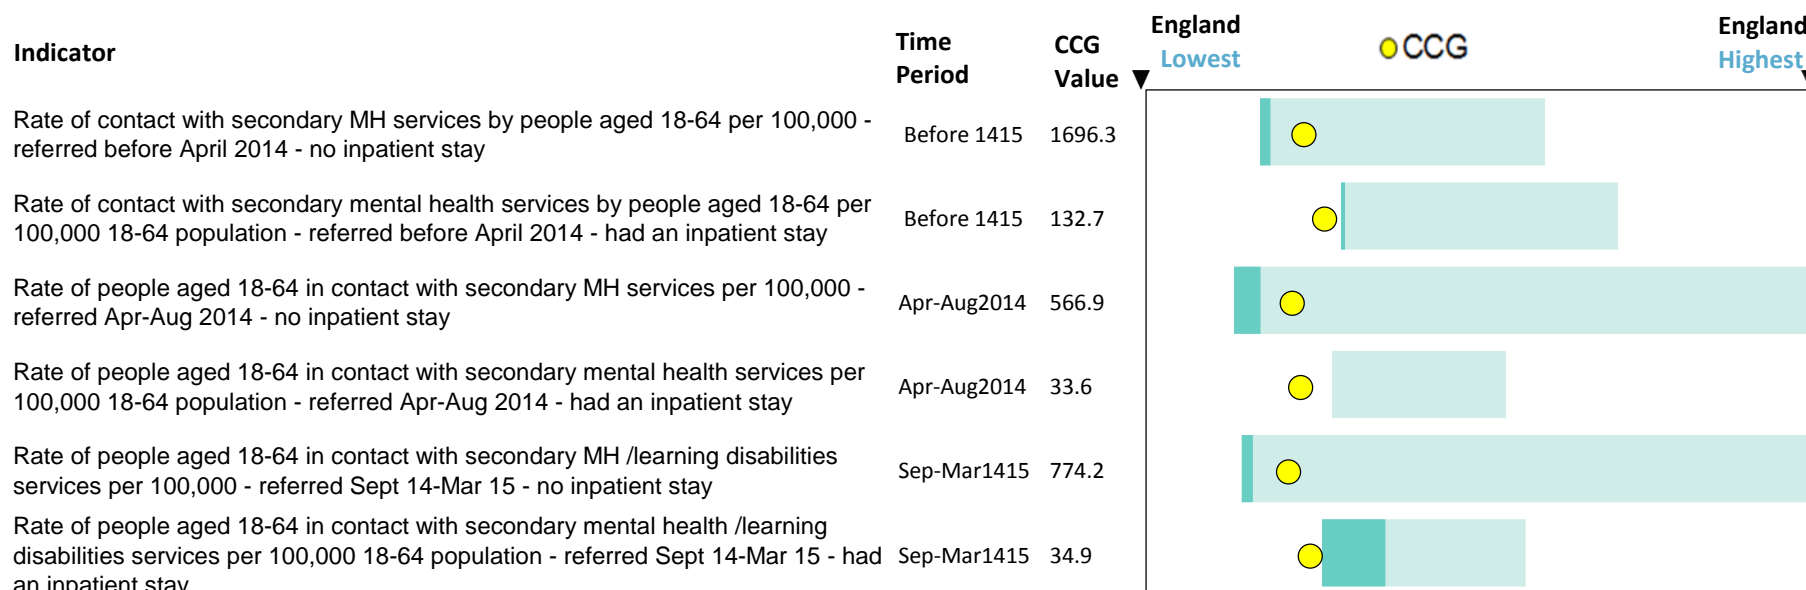 Indicator
Time Period
CCG Value
England Lowest
CCG
England Highest
Rate of contact with secondary MH services by people aged 18-64 per 100,000 -
referred before April 2014 - no inpatient stay
Before 1415 1696.3
Rate of contact with secondary mental health services by people aged 18-64 per
100,000 18-64 population - referred before April 2014 - had an inpatient stay
Before 1415 132.7
Rate of people aged 18-64 in contact with secondary MH services per 100,000 -
referred Apr-Aug 2014 - no inpatient stay
Apr-Aug2014 566.9
Rate of people aged 18-64 in contact with secondary mental health services per
100,000 18-64 population - referred Apr-Aug 2014 - had an inpatient stay
Apr-Aug2014 33.6
Rate of people aged 18-64 in contact with secondary MH /learning disabilities
services per 100,000 - referred Sept 14-Mar 15 - no inpatient stay
Sep-Mar1415 774.2
Rate of people aged 18-64 in contact with secondary mental health /learning
disabilities services per 100,000 18-64 population - referred Sept 14-Mar 15 - had
an inpatient stay
Sep-Mar1415 34.9